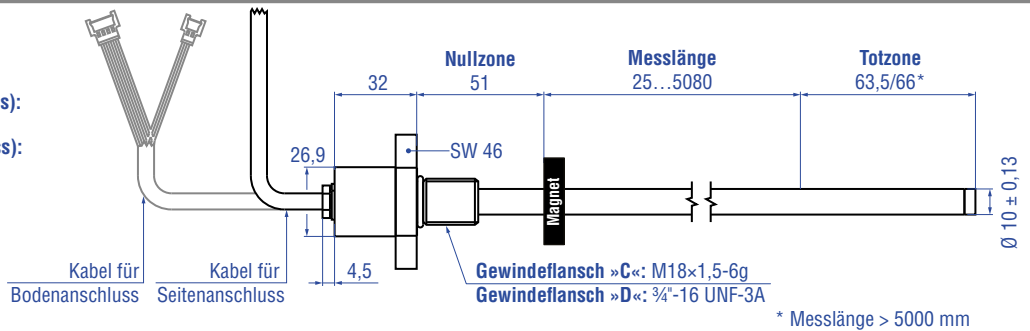 Nullzone
Messlänge
Totzone
32
51
25…5080
63,5/66*
s):
s):
26,9
SW 46
Magnet
Ø 10 ± 0,13
Kabel für
Bodenanschluss
Kabel für
Seitenanschluss
4,5
Gewindeflansch »C«: M18×1,5-6g
Gewindeflansch »D«: ¾"-16 UNF-3A
* Messlänge > 5000 mm